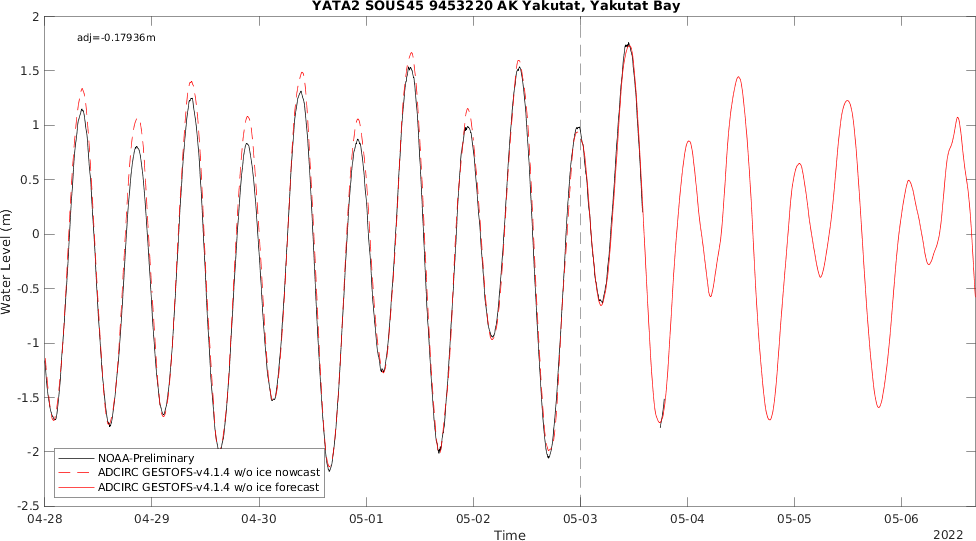 YATA2 SOUS45 9453220 AK Yakutat, Yakutat Bay
adj=-0.17936m
2
1.5
1
0.5
0
-0.5
-1
-1.5
-2
-2.5
Water Level (m)
NOAA-Preliminary
ADCIRC GESTOFS-v4.1.4 w/o ice nowcast
ADCIRC GESTOFS-v4.1.4 w/o ice forecast
04-28 04-29 04-30 05-01 05-02 05-03 05-04 05-05 05-06
Time
2022